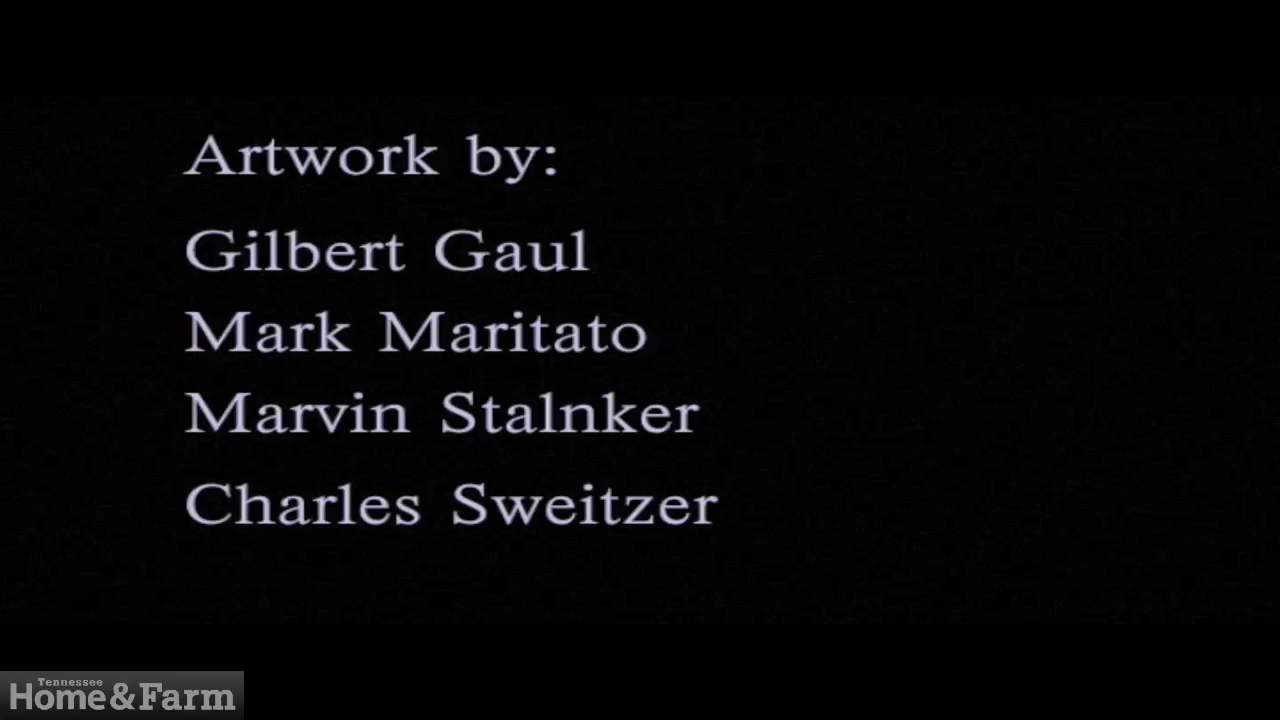 Artwork by:
Gilbert Gaul
Mark Maritato
Marvin Stalnker
Charles Sweitzer
Tennessee
Home&Farm